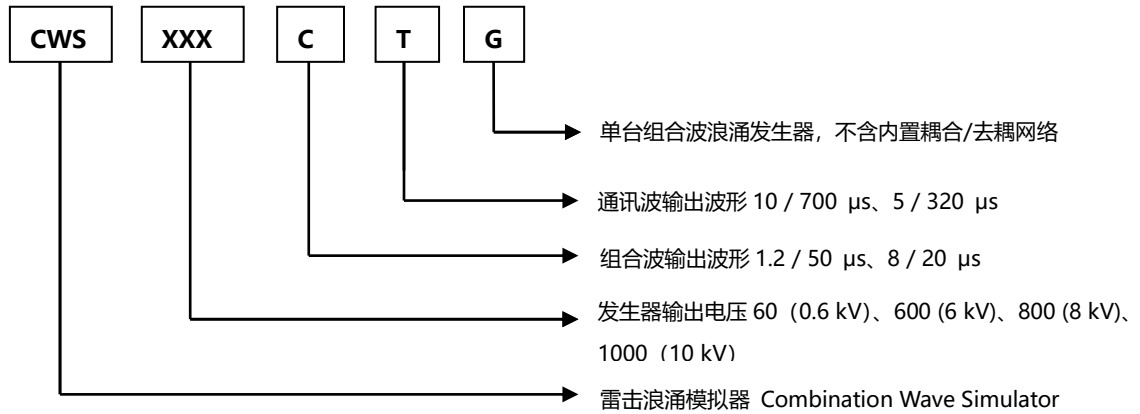 CWS XXX C T G
单台组合波浪涌发生器，不含内置耦合/去耦网络
通讯波输出波形 10 / 700 μs、5 / 320 μs
组合波输出波形 1.2 / 50 μs、8 / 20 μs
发生器输出电压 60（0.6 kV）、600 (6 kV)、800 (8 kV)、
1000（10 kV）
雷击浪涌模拟器 Combination Wave Simulator